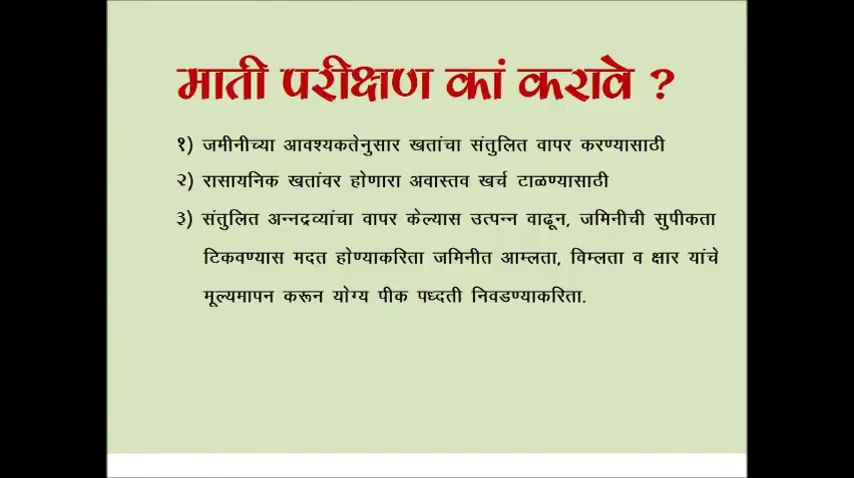 माती परीक्षण कां करावे ?
१) जमीनीच्या आवश्यकतेनुसार खतांचा संतुलित वापर करण्यासाठी
२) रासायनिक खतांवर होणारा अवास्तव खर्च टाळण्यासाठी
३) संतुलित अन्नद्रव्यांचा वापर केल्यास उत्पन्न वाढून, जमिनीची सुपीकता
टिकवण्यास मदत होण्याकरिता जमिनीत आम्लता, विम्लता व क्षार यांचे
मूल्यमापन करून योग्य पीक पध्दती निवडण्याकरिता.